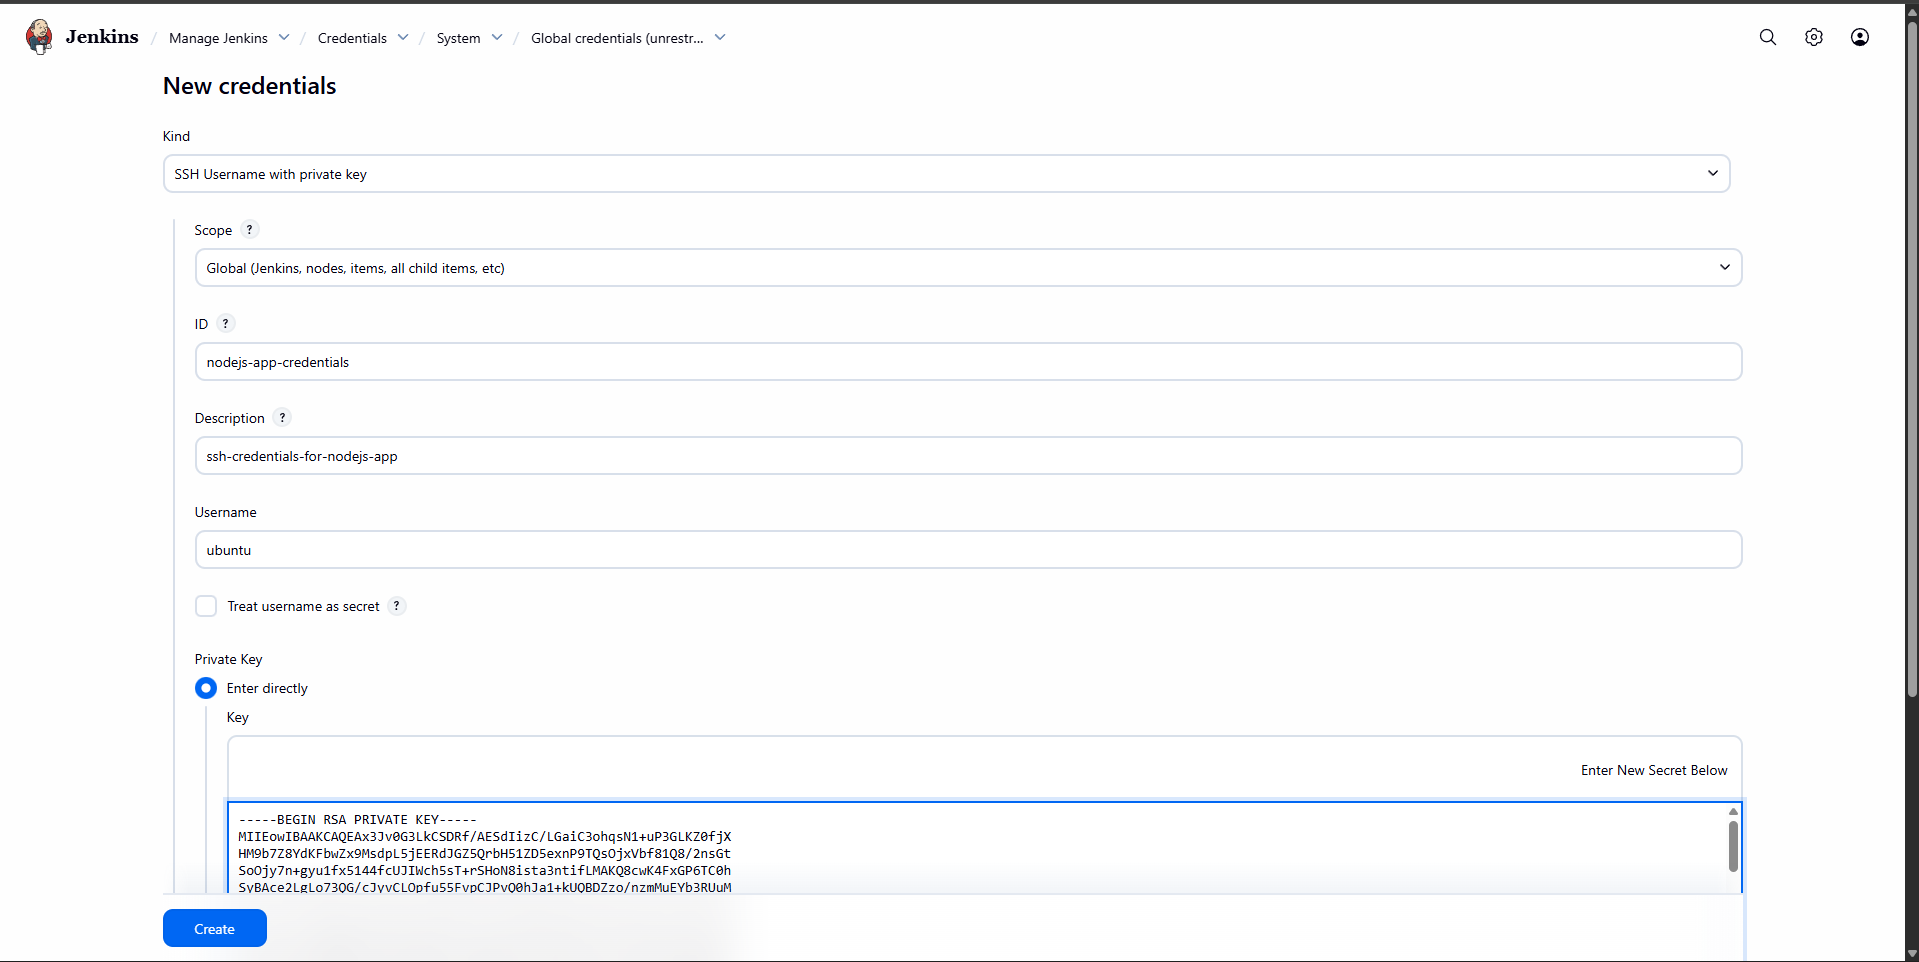 Jenkins / Manage Jenkins / Credentials / System / Global credentials (unrestr...
New credentials
Kind
SSH Username with private key
Scope ?
Global (Jenkins, nodes, items, all child items, etc)
ID ?
nodejs-app-credentials
Description ?
ssh-credentials-for-nodejs-app
Username
ubuntu
Treat username as secret ?
Private Key
Enter directly
Key
Enter New Secret Below
-----BEGIN RSA PRIVATE KEY-----
MIIEowIBAAKCAQEAx3Jv0G3LkCSDRf/AESdIizC/LGaiC3ohqsN1+uP3GLKZ0fjX
HM9b7Z8YdKFbwZx9MsdpL5jEERdJGZ5QrbH51ZD5exnP9TQsOjxVbf81Q8/2nsGt
SoOjy7n+gyu1fx5144fcUJIWch5sT+rSHoN8ista3ntifLMAKQ8cwK4FxGP6TC0h
Create